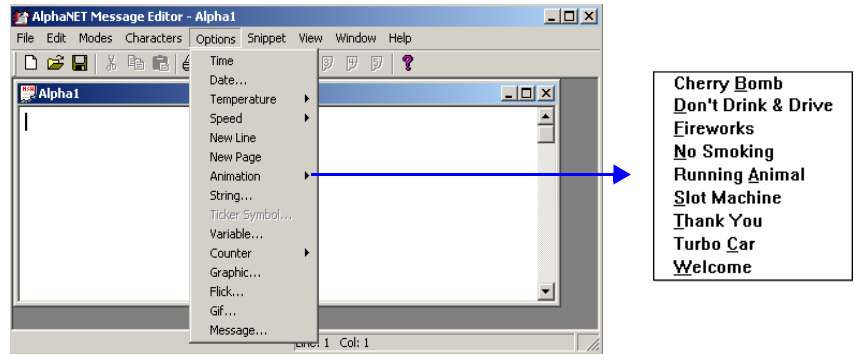 AlphaNET Message Editor - Alpha1
File Edit Modes Characters Options Snippet View Window Help
Alpha1
Time
Date...
Temperature
Speed
New Line
New Page
Animation
String...
Ticker Symbol...
Variable...
Counter
Graphic...
Flick...
Gif...
Message...
Line: 1 Col: 1
Cherry Bomb
Don't Drink & Drive
Fireworks
No Smoking
Running Animal
Slot Machine
Thank You
Turbo Car
Welcome